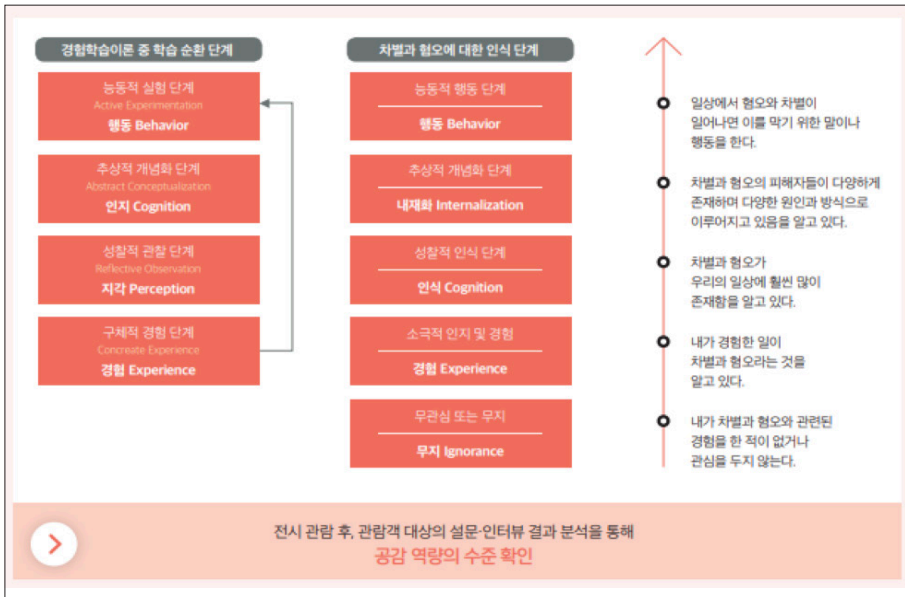 경험학습이론 중 학습 순환 단계
능동적 실험 단계
Active Experimentation
행동 Behavior
추상적 개념화 단계
Abstract Conceptualization
인지 Cognition
성찰적 관찰 단계
Reflective Observation
지각 Perception
구체적 경험 단계
Concreate Experience
경험 Experience
차별과 혐오에 대한 인식 단계
능동적 행동 단계
행동 Behavior
추상적 개념화 단계
내재화 Internalization
성찰적 인식 단계
인식 Cognition
소극적 인지 및 경험
경험 Experience
무관심 또는 무지
무지 Ignorance
일상에서 혐오와 차별이
일어나면 이를 막기 위한 말이나
행동을 한다.
차별과 혐오의 피해자들이 다양하게
존재하며 다양한 원인과 방식으로
이루어지고 있음을 알고 있다.
차별과 혐오가
우리의 일상에 훨씬 많이
존재함을 알고 있다.
내가 경험한 일이
차별과 혐오라는 것을
알고 있다.
내가 차별과 혐오와 관련된
경험을 한 적이 없거나
관심을 두지 않는다.
전시 관람 후, 관람객 대상의 설문·인터뷰 결과 분석을 통해
공감 역량의 수준 확인